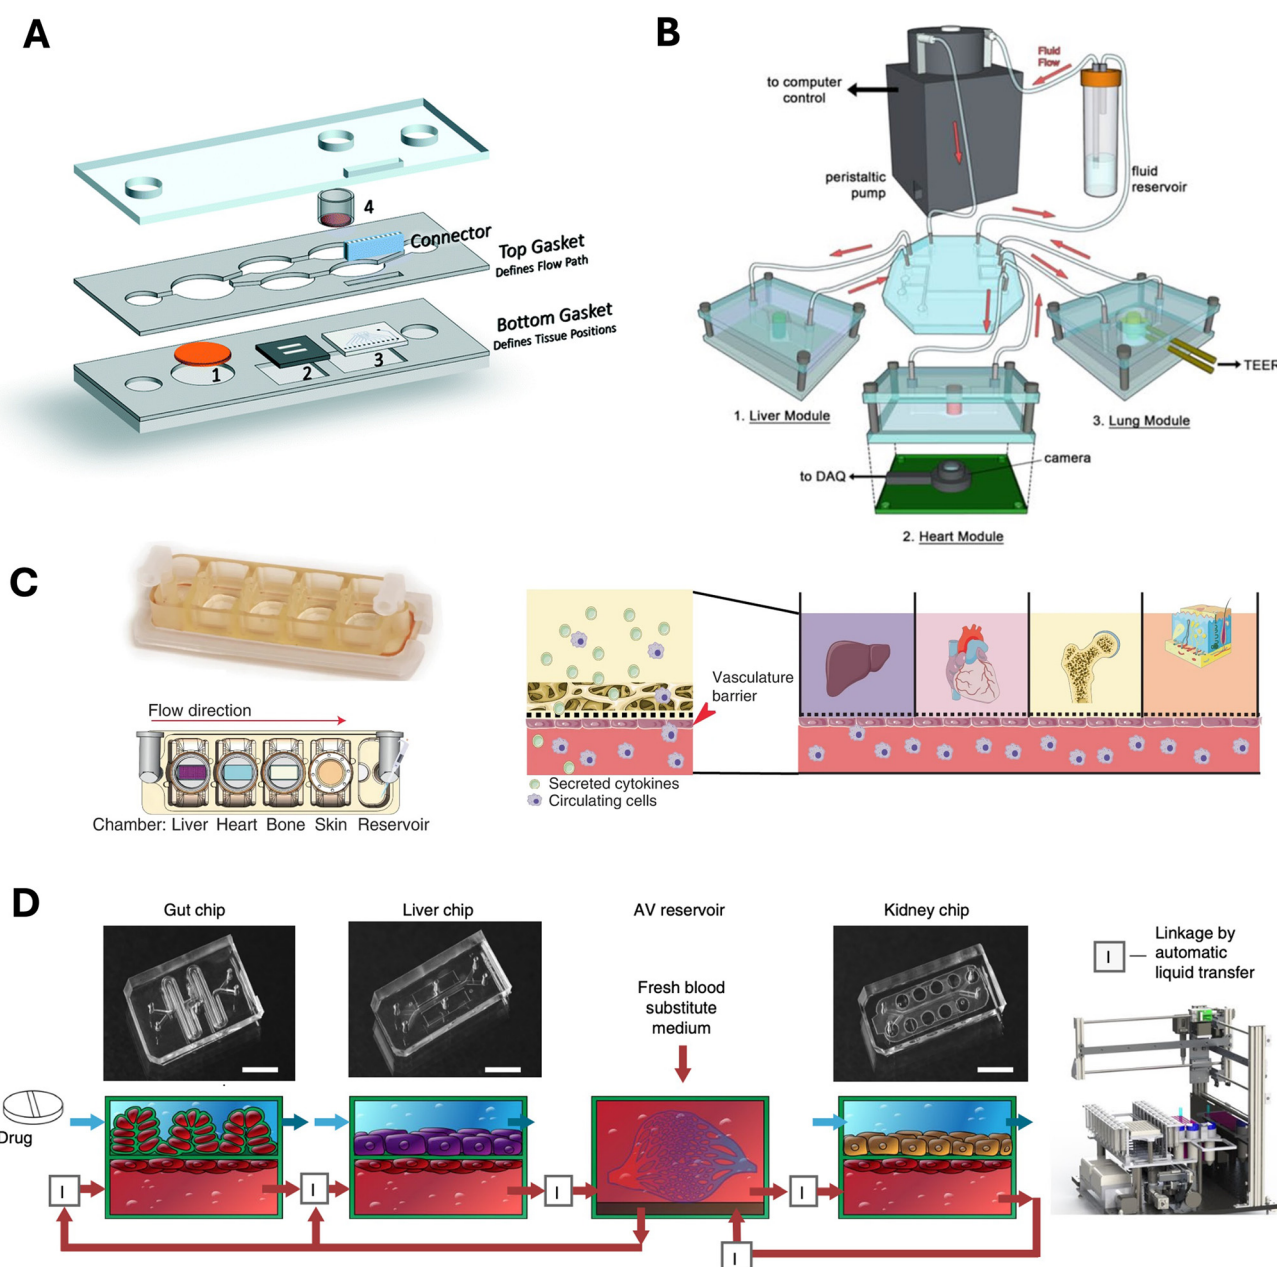 A
4
Connector
Top Gasket
Defines Flow Path
Bottom Gasket
Defines Tissue Positions
1
2
3
B
Fluid
Flow
to computer
control
peristaltic
pump
fluid
reservoir
TEER
1. Liver Module
3. Lung Module
camera
to DAQ
2. Heart Module
C
Flow direction
Chamber: Liver Heart Bone Skin Reservoir
Vasculature
barrier
Secreted cytokines
Circulating cells
D
Gut chip
Liver chip
AV reservoir
Kidney chip
Linkage by
automatic
liquid transfer
I
Fresh blood
substitute
medium
Drug
I
I
I
I
I